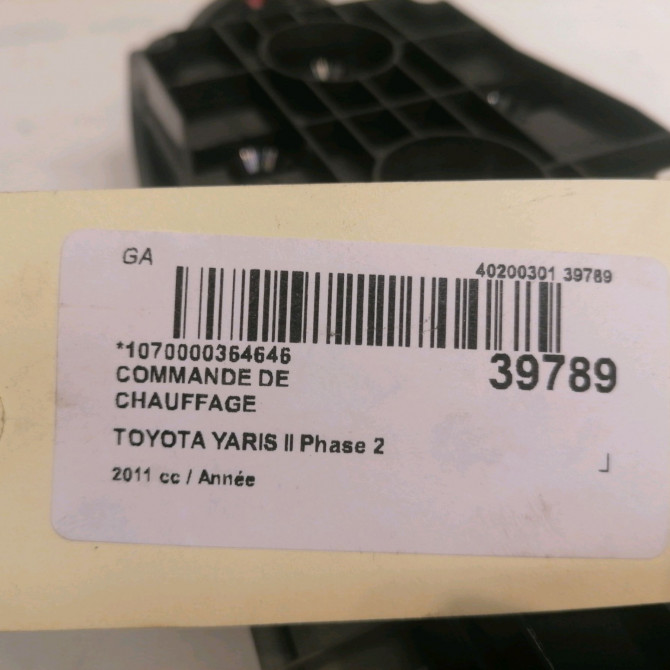 GA
40200301 39789
*1070000364646
39789
COMMANDE DE
CHAUFFAGE
TOYOTA YARIS II Phase 2
2011 cc / Année